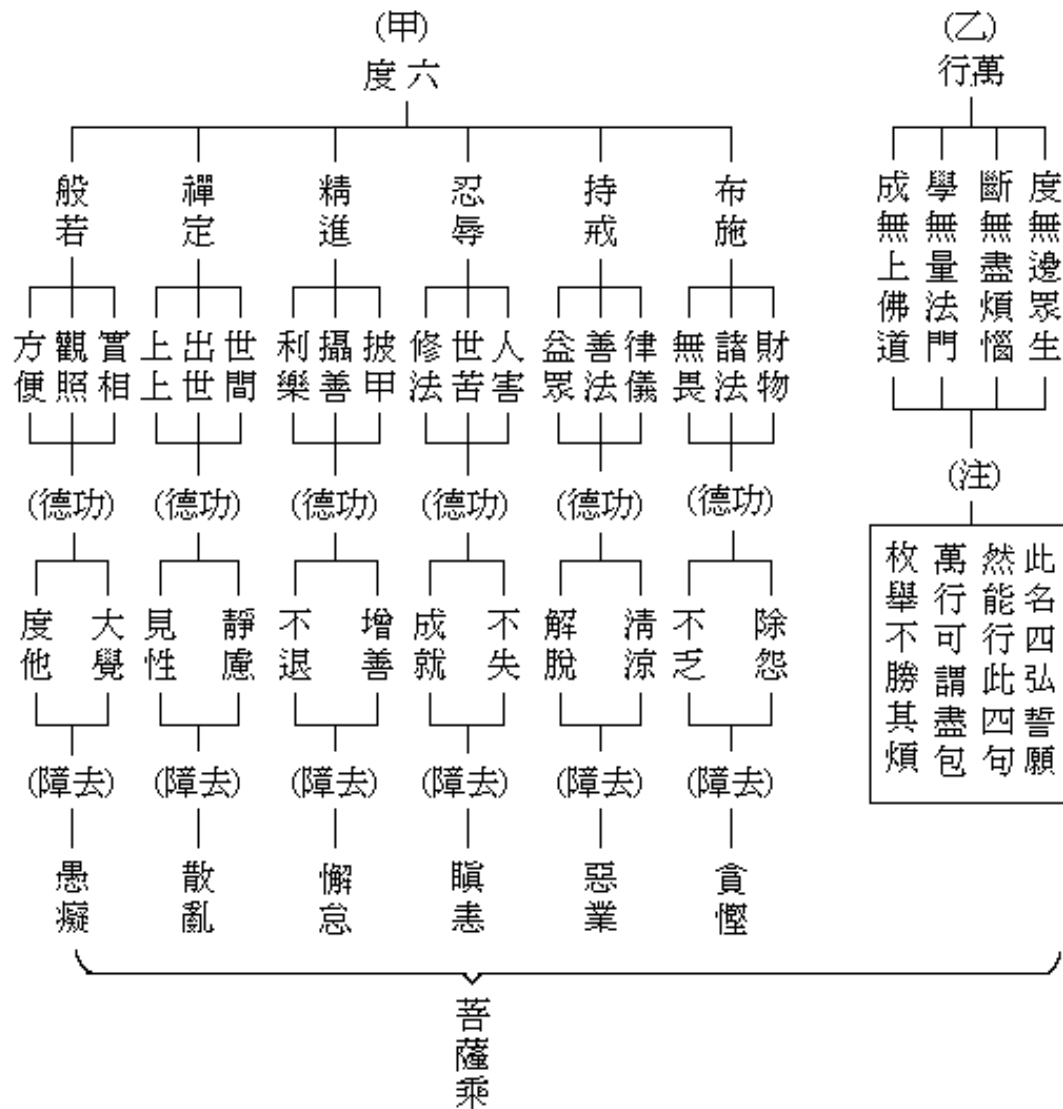 (甲)
六度
布施
持戒
忍辱
精進
禪定
般若
財物
諸法
無畏
律儀
善法
益眾
人害
世苦
修法
披甲
攝善
利樂
世間
出世
上上
實相
觀照
方便
(功德)
(功德)
(功德)
(功德)
(功德)
(功德)
除怨
不乏
淸涼
解脫
不失
成就
增善
不退
靜慮
見性
大覺
度他
(去障)
(去障)
(去障)
(去障)
(去障)
(去障)
貪慳
惡業
瞋恚
懈怠
散亂
愚癡
(乙)
萬行
度無邊眾生
斷無盡煩惱
學無量法門
成無上佛道
(注)
此名四弘誓願
然能行此四句
萬行可謂盡包
枚舉不勝其煩
菩薩乘